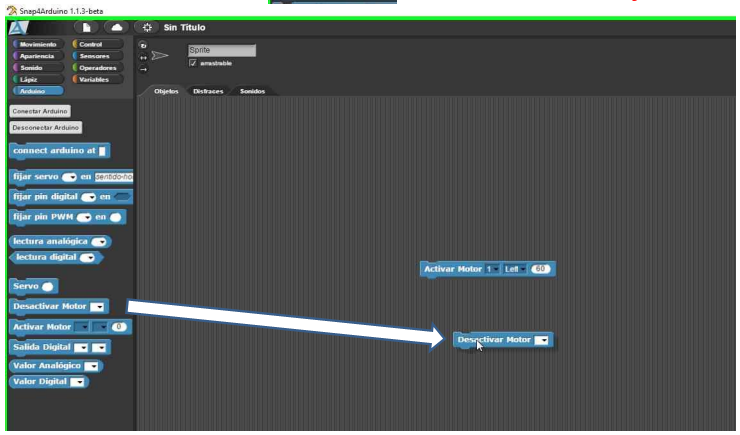 Snap4Arduino 1.1.3-beta
Sin Título
Movimiento Control
Apariencia Sensores
Sonido Operadores
Lápiz Variables
Arduino
Sprite
arrastrable
Objetos Disfraces Sonidos
Conectar Arduino
Desconectar Arduino
connect arduino at
fijar servo en sentido-ho
fijar pin digital en
fijar pin PWM en
lectura analógica
lectura digital
Servo
Desactivar Motor
Activar Motor 0
Salida Digital
Valor Analógico
Valor Digital
Activar Motor 1 Left 60
Desactivar Motor